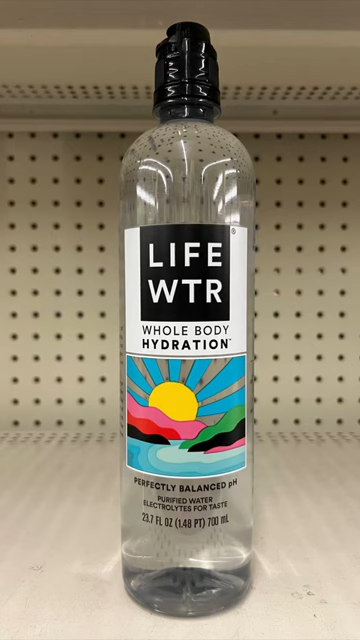 LIFE
WTR®
WHOLE BODY
HYDRATION™
PERFECTLY BALANCED pH
PURIFIED WATER
ELECTROLYTES FOR TASTE
23.7 FL OZ (1.48 PT) 700 mL